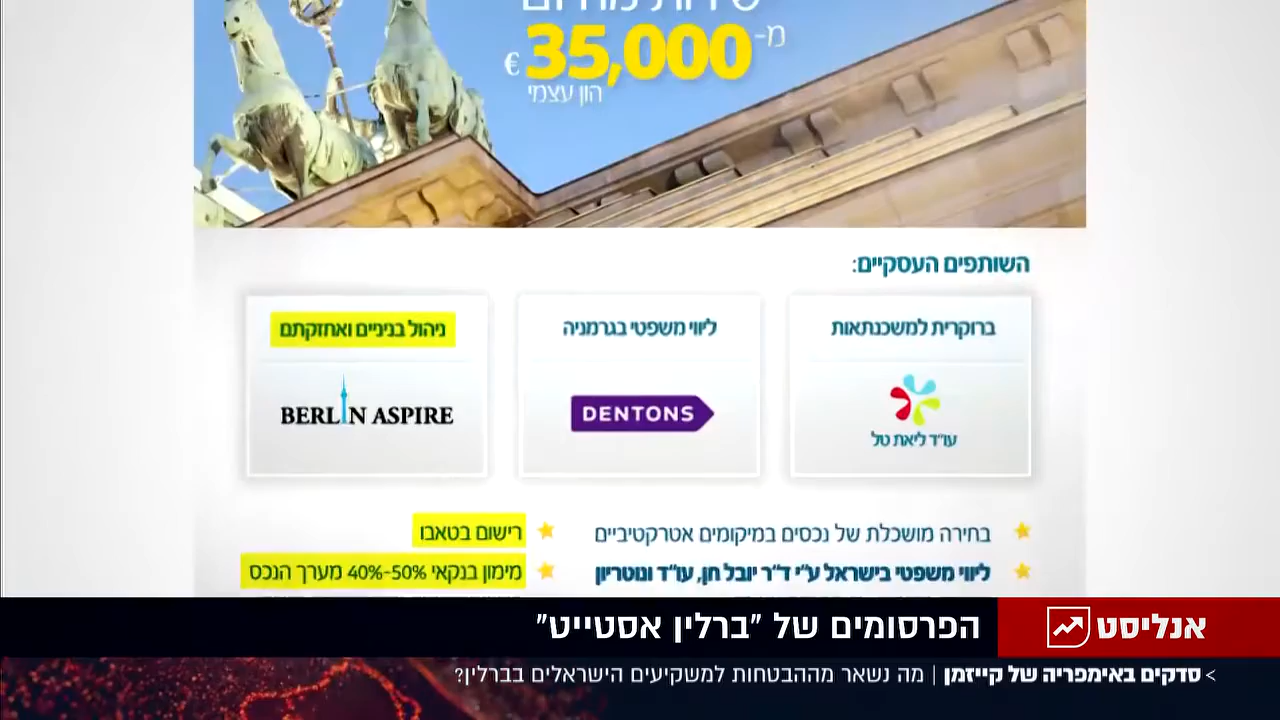 מ-35,000 €
הון עצמי
השותפים העסקיים:
ברוקרית למשכנתאות
עו"ד ליאת טל
ליווי משפטי בגרמניה
DENTONS
ניהול בניינים ואחזקתם
BERLIN ASPIRE
בחירה מושכלת של נכסים במיקומים אטרקטיביים
ליווי משפטי בישראל ע"י ד"ר יובל חן, עו"ד ונוטריון
רישום בטאבו
מימון בנקאי 40%-50% מערך הנכס
אנליסט
הפרסומים של "ברלין אסטייט"
> סדקים באימפריה של קייזמן | מה נשאר מההבטחות למשקיעים הישראלים בברלין?